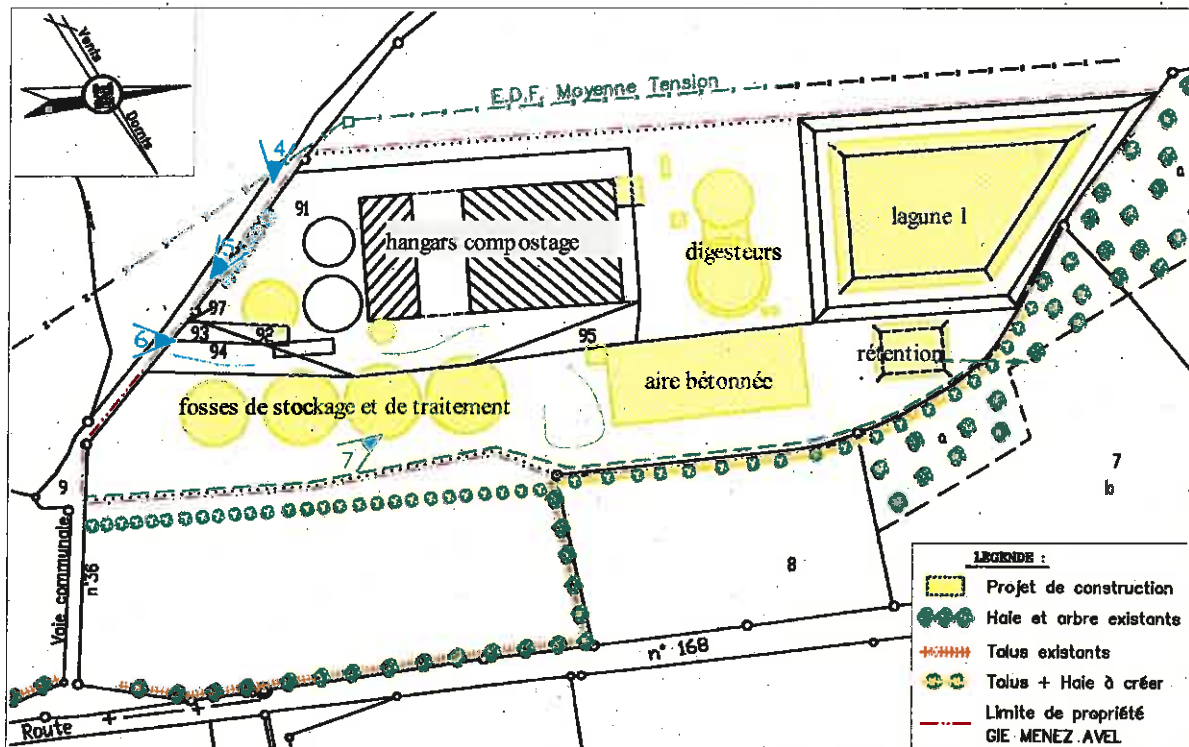 Vents
Domts
E.D.F. Moyenne Tension
4
91
5
hangars compostage
digesteurs
lagune 1
a
97
93
92
6
94
95
rétention
aire bétonnée
fosses de stockage et de traitement
7
a
7
b
9
Voie communale
n°36
8
n° 168
Route
LEGENDE :
Projet de construction
Haie et arbre existants
Talus existants
Talus + Haie à créer
Limite de propriété
GIE MENEZ AVEL